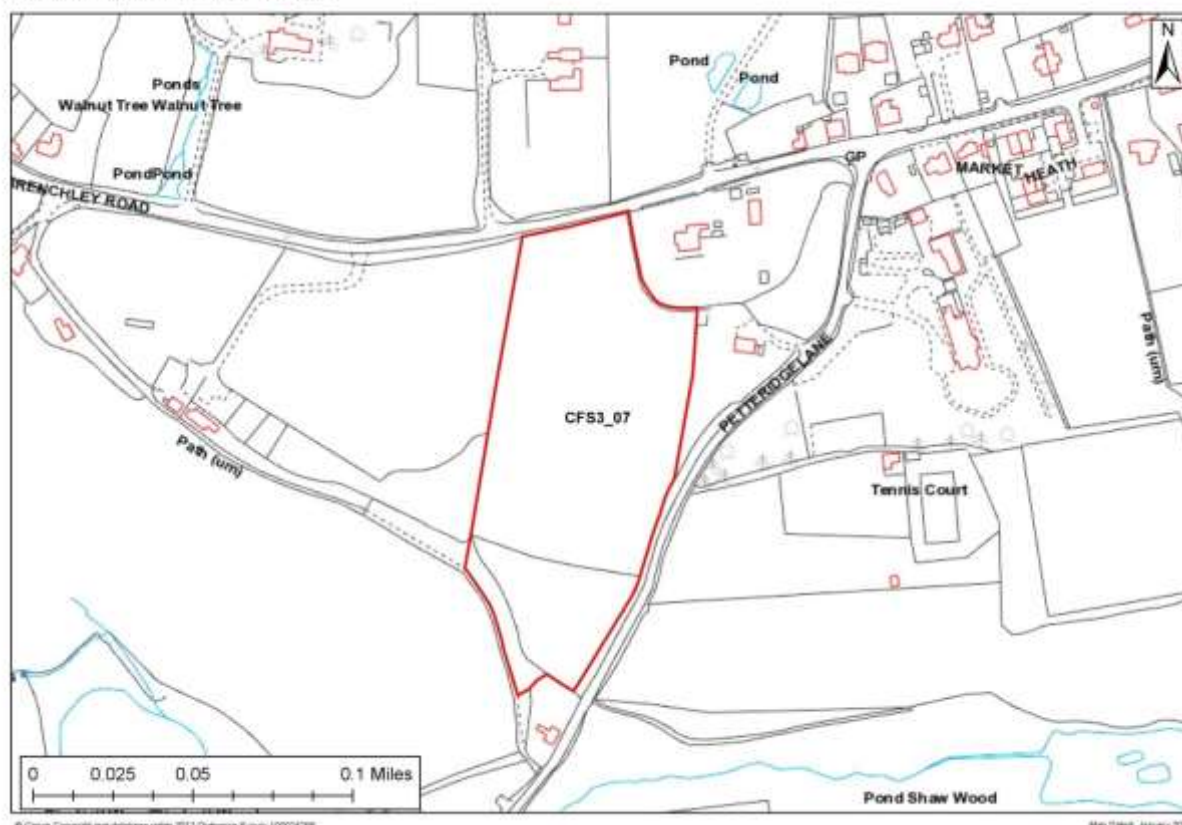 N
Pond
Pond
Ponds
Walnut Tree Walnut Tree
PondPond
GP
MARKET HEATH
RENCHLEY ROAD
Path (um)
PETTERIDGE LANE
CFS3_07
Path (um)
Tennis Court
0 0.025 0.05 0.1 Miles
Pond Shaw Wood